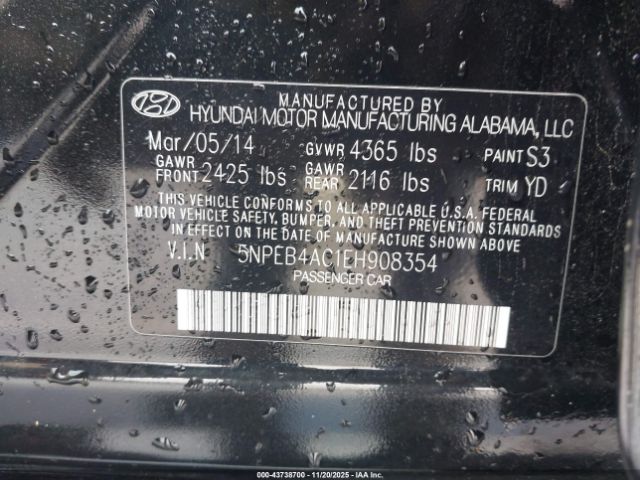 MANUFACTURED BY
HYUNDAI MOTOR MANUFACTURING ALABAMA, LLC
Mar/05/14 GVWR 4365 lbs PAINT S3
GAWR FRONT 2425 lbs GAWR REAR 2116 lbs TRIM YD
THIS VEHICLE CONFORMS TO ALL APPLICABLE U.S.A. FEDERAL
MOTOR VEHICLE SAFETY, BUMPER, AND THEFT PREVENTION STANDARDS
IN EFFECT ON THE DATE OF MANUFACTURE SHOWN ABOVE.
V.I.N 5NPEB4AC1EH908354
PASSENGER CAR
000-43738700 - 11/20/2025 - IAA Inc.